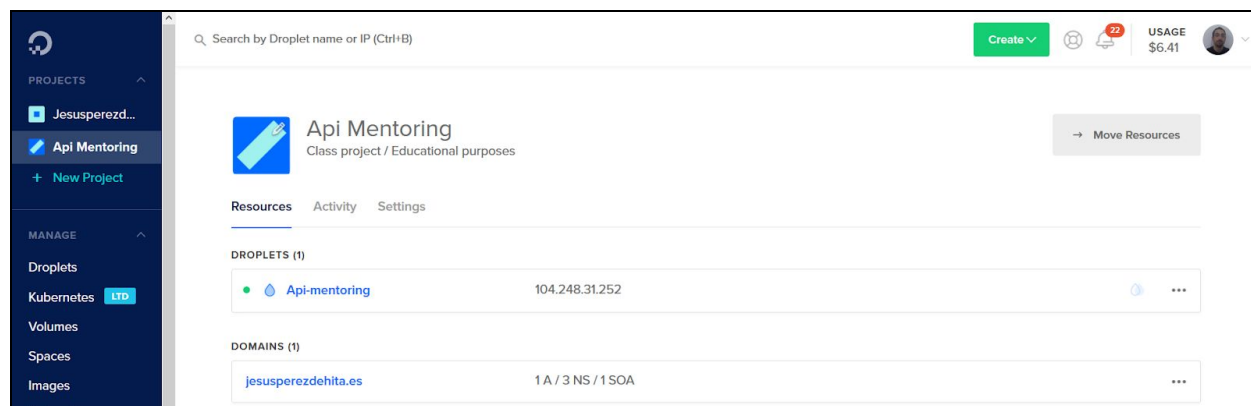 Search by Droplet name or IP (Ctrl+B)
Create
22
USAGE
$6.41
PROJECTS
Jesusperezd...
Api Mentoring
+ New Project
MANAGE
Droplets
Kubernetes LTD
Volumes
Spaces
Images
Api Mentoring
Class project / Educational purposes
→ Move Resources
Resources Activity Settings
DROPLETS (1)
Api-mentoring 104.248.31.252 •••
DOMAINS (1)
jesusperezdehita.es 1 A / 3 NS / 1 SOA •••